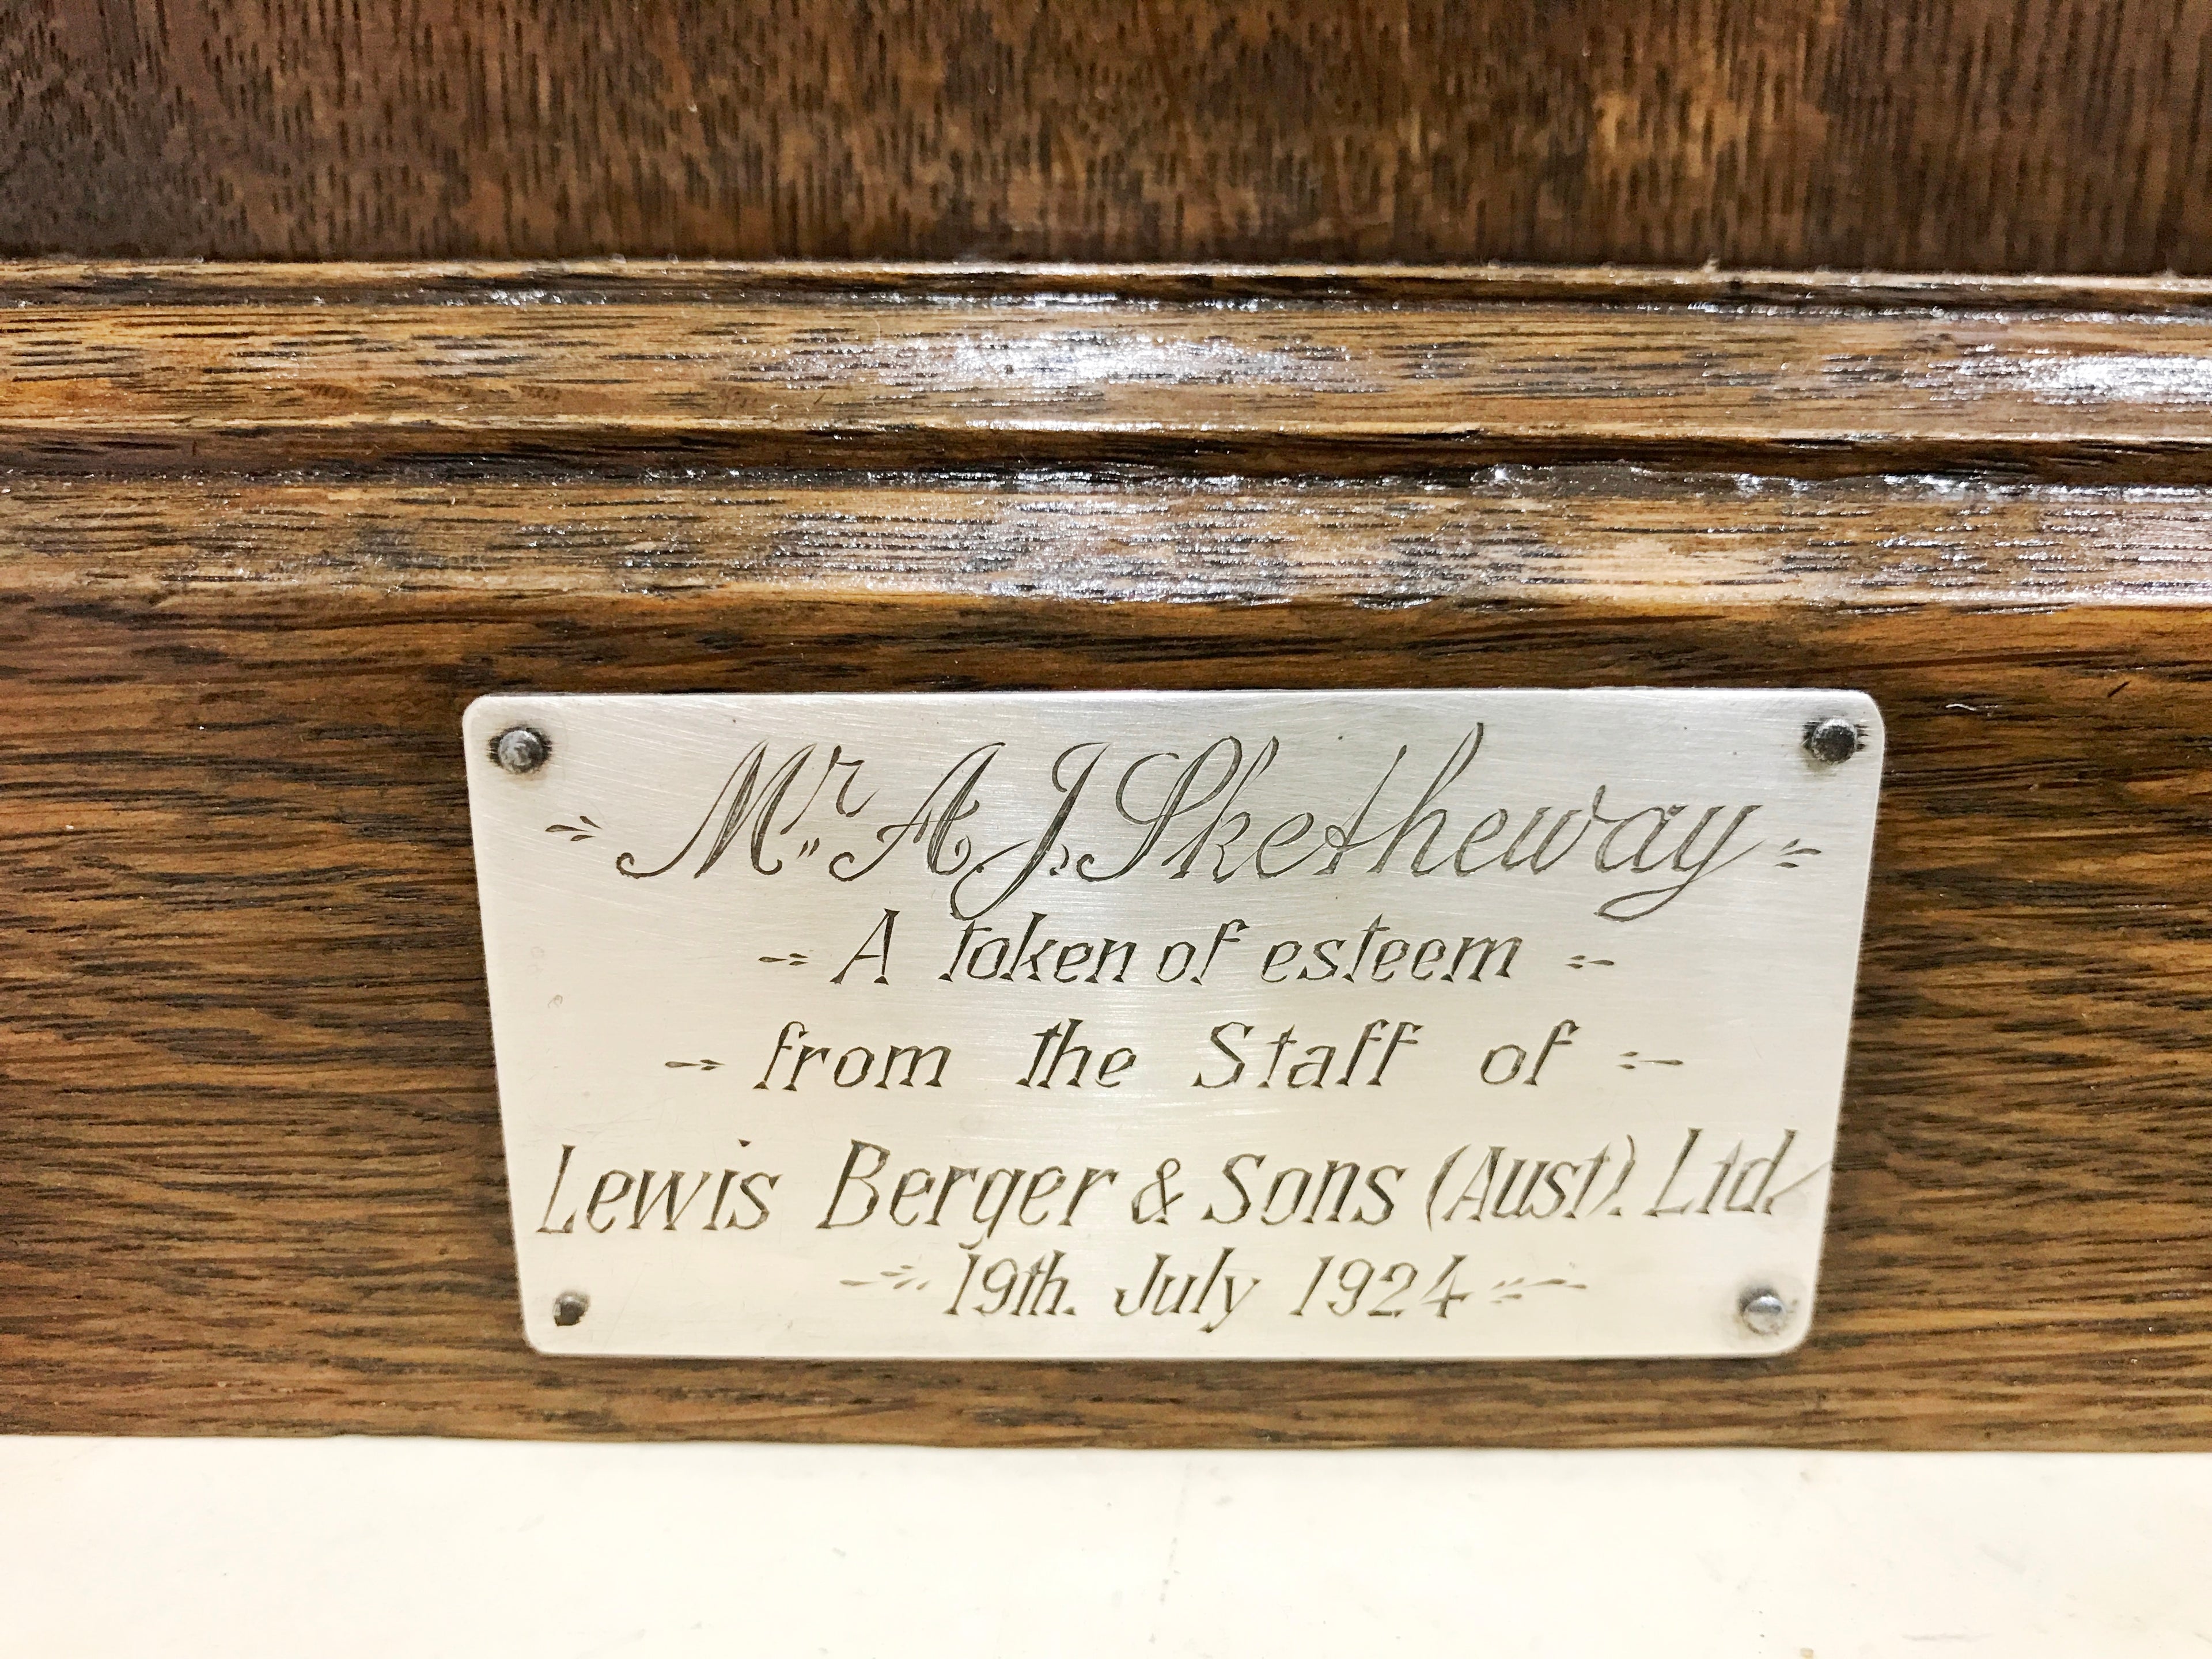 Mr. A. J. Sketheway
A token of esteem
from the Staff of
Lewis Berger & Sons (Aust). Ltd.
19th. July 1924